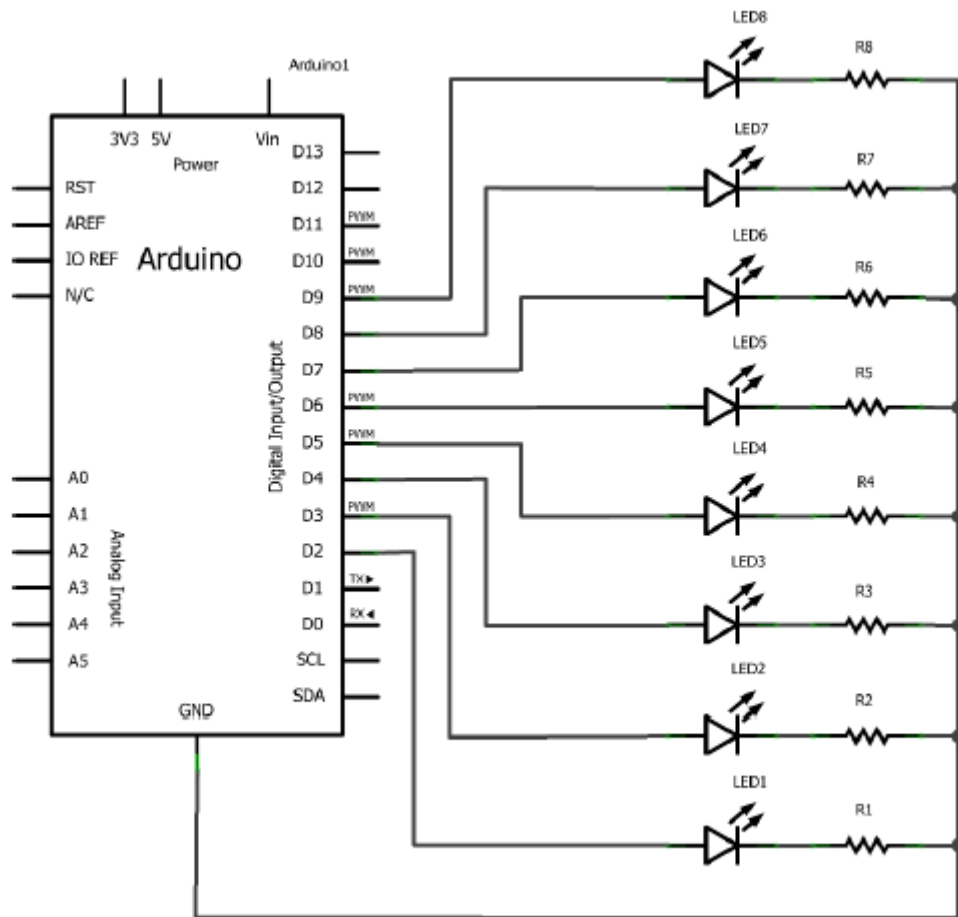 Arduino1
3V3
5V
Vin
Power
RST
AREF
IO REF
N/C
Arduino
A0
A1
A2
A3
A4
A5
Analog Input
Digital Input/Output
D13
D12
D11 PWM
D10 PWM
D9 PWM
D8
D7
D6 PWM
D5 PWM
D4
D3 PWM
D2
D1 TX▶
D0 RX◀
SCL
SDA
GND
LED8
R8
LED7
R7
LED6
R6
LED5
R5
LED4
R4
LED3
R3
LED2
R2
LED1
R1